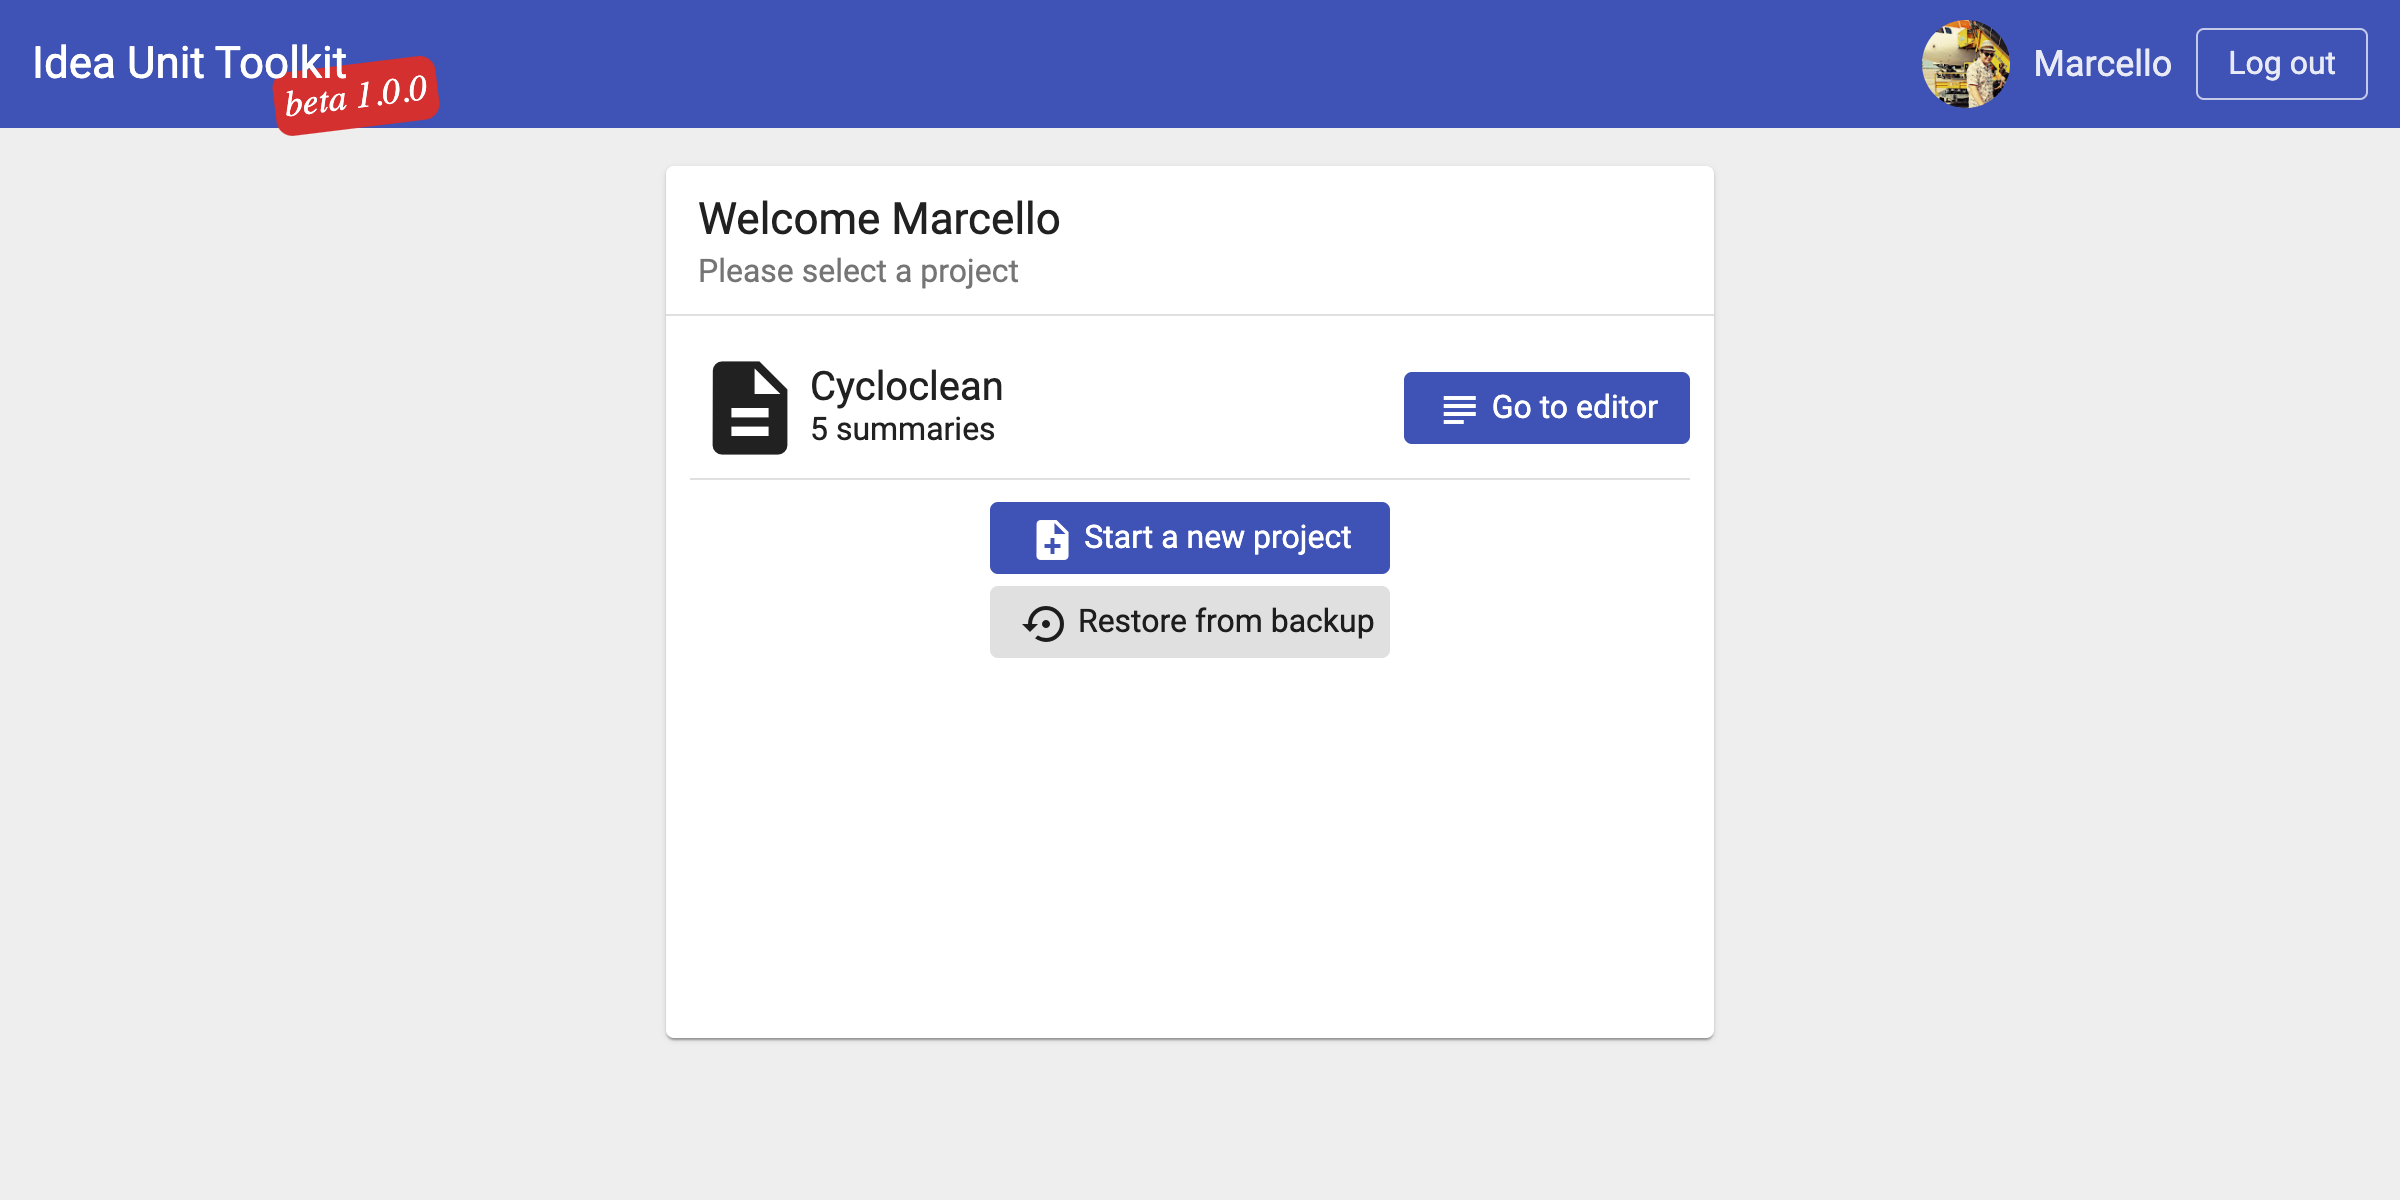 Idea Unit Toolkit
beta 1.0.0
Marcello
Log out
Welcome Marcello
Please select a project
Cycloclean
5 summaries
Go to editor
Start a new project
Restore from backup